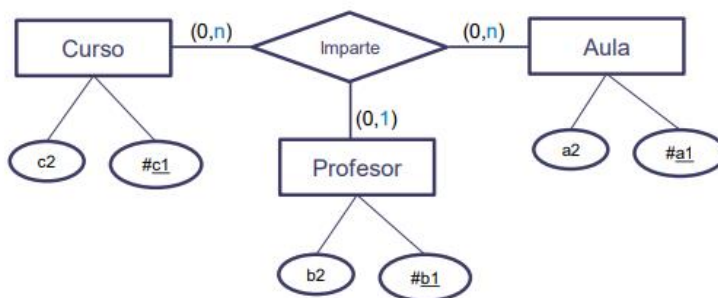 Curso
(0,n)
Imparte
(0,n)
Aula
(0,1)
c2
#c1
Profesor
a2
#a1
b2
#b1